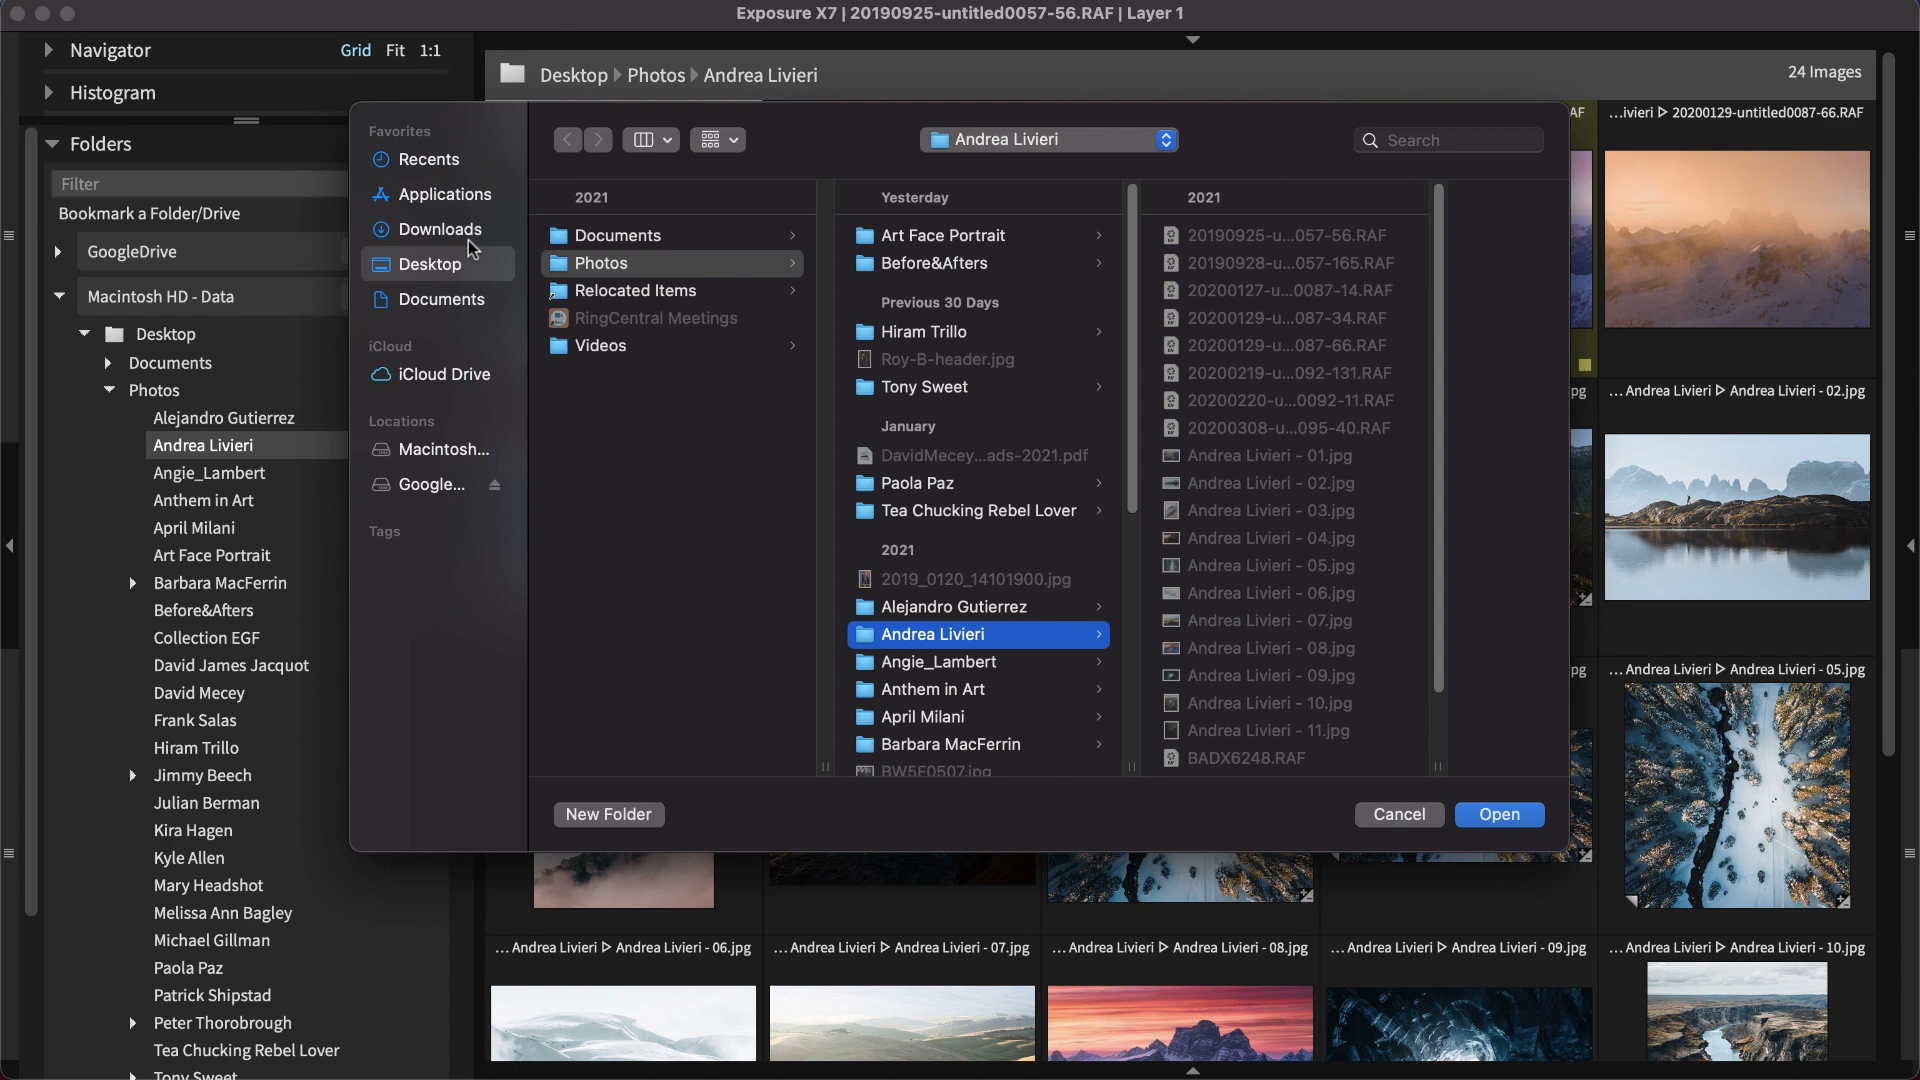 Exposure X7 | 20190925-untitled0057-56.RAF | Layer 1
Navigator
Grid Fit 1:1
Histogram
Folders
Filter
Bookmark a Folder/Drive
GoogleDrive
Macintosh HD - Data
Desktop
Documents
Photos
Alejandro Gutierrez
Andrea Livieri
Angie_Lambert
Anthem in Art
April Milani
Art Face Portrait
Barbara MacFerrin
Before&Afters
Collection EGF
David James Jacquot
David Mecey
Frank Salas
Hiram Trillo
Jimmy Beech
Julian Berman
Kira Hagen
Kyle Allen
Mary Headshot
Melissa Ann Bagley
Michael Gillman
Paola Paz
Patrick Shipstad
Peter Thorobrough
Tea Chucking Rebel Lover
Tony Sweet
Desktop Photos Andrea Livieri
24 Images
Favorites
Recents
Applications
Downloads
Desktop
Documents
iCloud
iCloud Drive
Locations
Macintosh...
Google...
Tags
Andrea Livieri
Search
2021
Documents
Photos
Relocated Items
RingCentral Meetings
Videos
Yesterday
Art Face Portrait
Before&Afters
Previous 30 Days
Hiram Trillo
Roy-B-header.jpg
Tony Sweet
January
DavidMecey...ads-2021.pdf
Paola Paz
Tea Chucking Rebel Lover
2021
2019_0120_14101900.jpg
Alejandro Gutierrez
Andrea Livieri
Angie_Lambert
Anthem in Art
April Milani
Barbara MacFerrin
BW5F0507.jpg
2021
20190925-u...057-56.RAF
20190928-u...057-165.RAF
20200127-u...0087-14.RAF
20200129-u...087-34.RAF
20200129-u...087-66.RAF
20200219-u...092-131.RAF
20200220-u...0092-11.RAF
20200308-u...095-40.RAF
Andrea Livieri - 01.jpg
Andrea Livieri - 02.jpg
Andrea Livieri - 03.jpg
Andrea Livieri - 04.jpg
Andrea Livieri - 05.jpg
Andrea Livieri - 06.jpg
Andrea Livieri - 07.jpg
Andrea Livieri - 08.jpg
Andrea Livieri - 09.jpg
Andrea Livieri - 10.jpg
Andrea Livieri - 11.jpg
BADX6248.RAF
New Folder
Cancel
Open
AF
...ivieri ▷ 20200129-untitled0087-66.RAF
pg
...Andrea Livieri ▷ Andrea Livieri - 02.jpg
pg
...Andrea Livieri ▷ Andrea Livieri - 05.jpg
...Andrea Livieri ▷ Andrea Livieri - 06.jpg
...Andrea Livieri ▷ Andrea Livieri - 07.jpg
...Andrea Livieri ▷ Andrea Livieri - 08.jpg
...Andrea Livieri ▷ Andrea Livieri - 09.jpg
...Andrea Livieri ▷ Andrea Livieri - 10.jpg